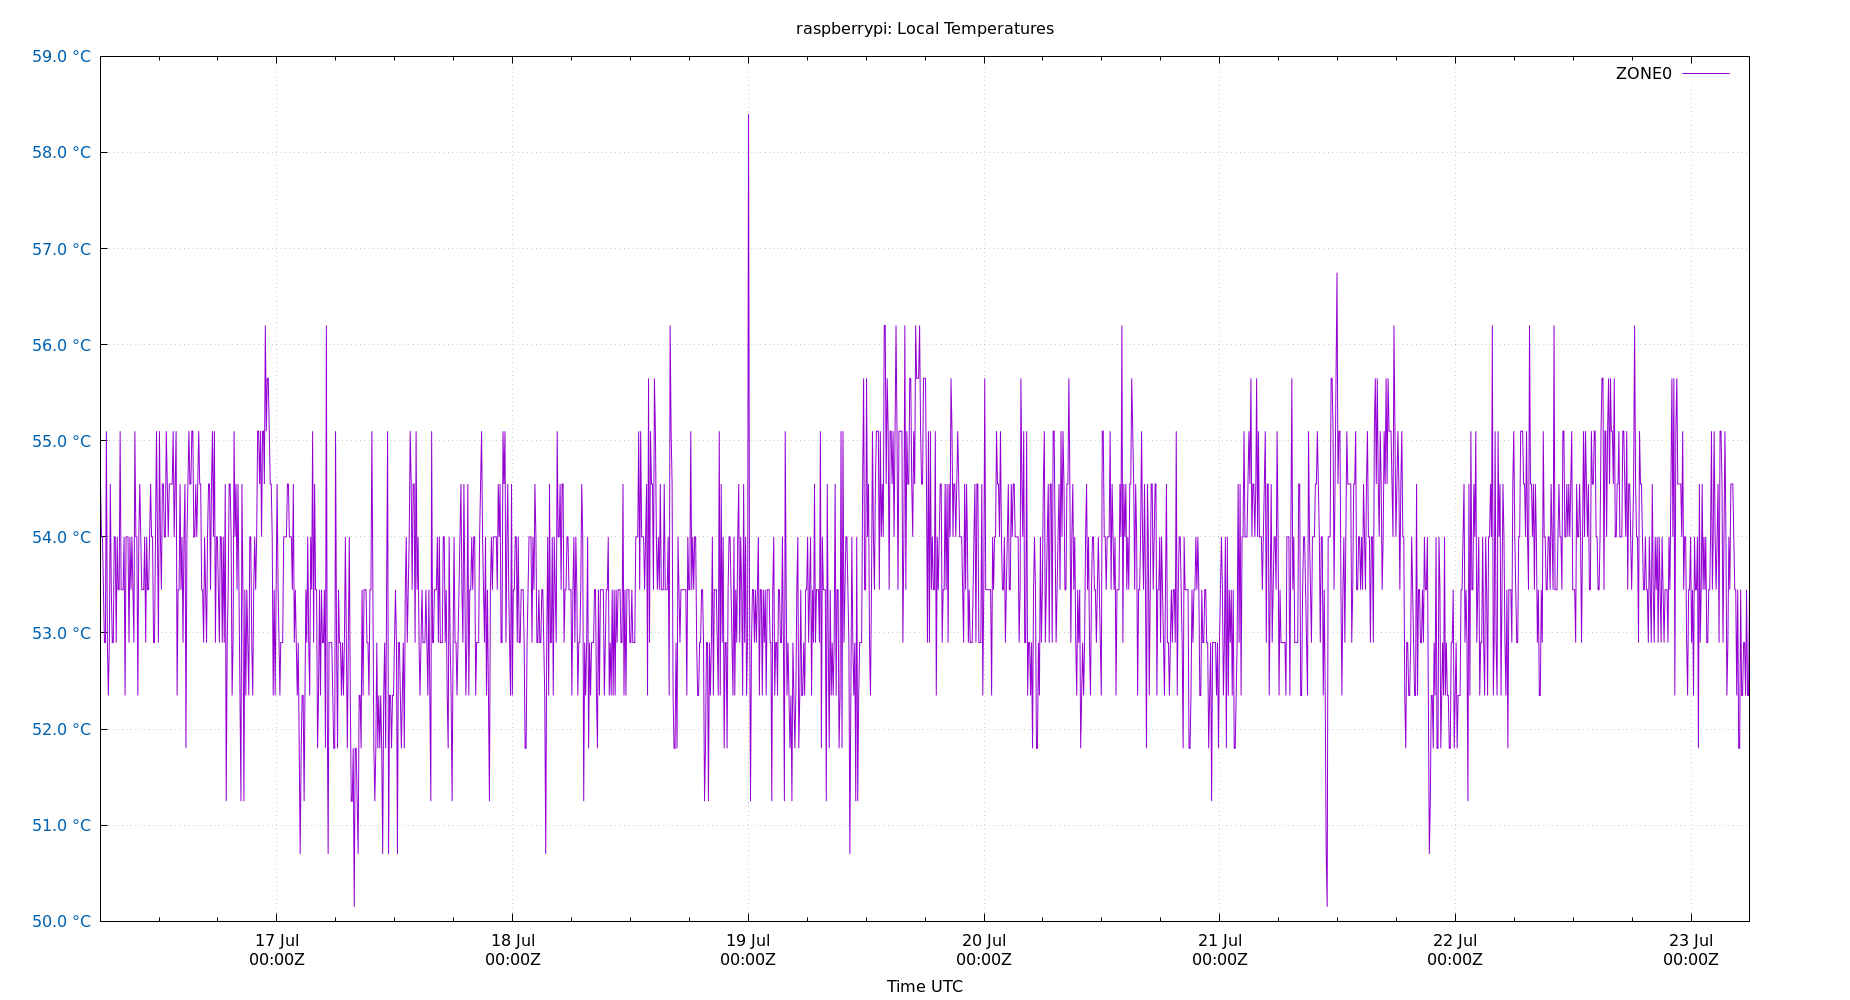 raspberrypi: Local Temperatures
59.0 °C
ZONE0
58.0 °C
57.0 °C
56.0 °C
55.0 °C
54.0 °C
53.0 °C
52.0 °C
51.0 °C
50.0 °C
17 Jul 18 Jul 19 Jul 20 Jul 21 Jul 22 Jul 23 Jul
00:00Z 00:00Z 00:00Z 00:00Z 00:00Z 00:00Z 00:00Z
Time UTC